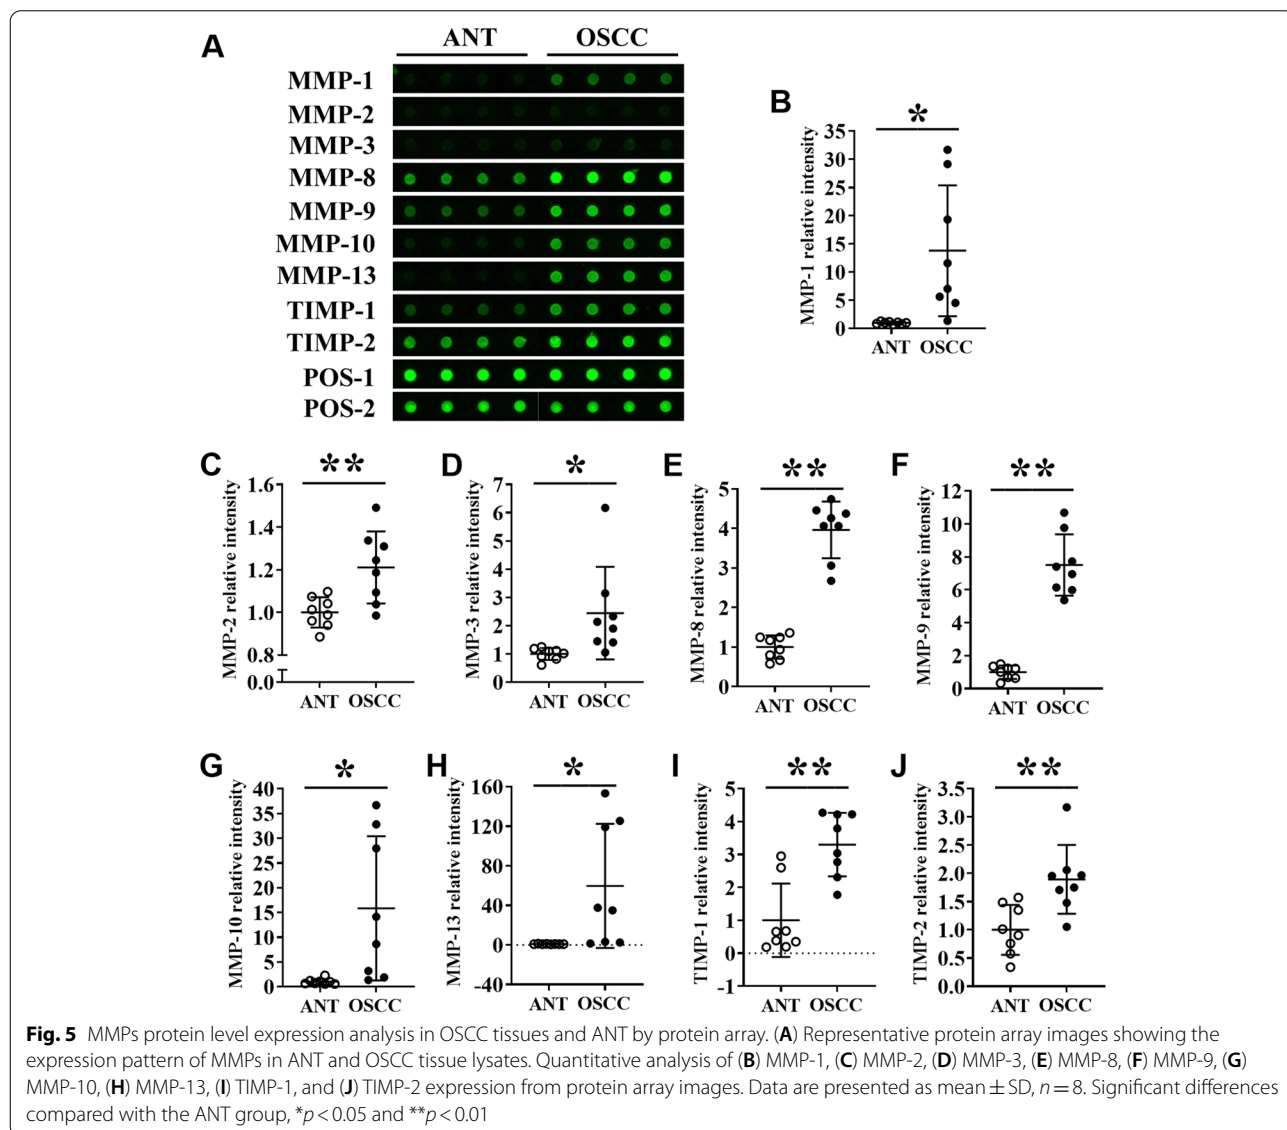 A
ANT OSCC
MMP-1
MMP-2
MMP-3
MMP-8
MMP-9
MMP-10
MMP-13
TIMP-1
TIMP-2
POS-1
POS-2
B
*
MMP-1 relative intensity
35
30
25
20
15
10
5
0
ANT OSCC
C
**
MMP-2 relative intensity
1.6
1.4
1.2
1.0
0.8
0.0
ANT OSCC
D
*
MMP-3 relative intensity
7
6
5
4
3
2
1
0
ANT OSCC
E
**
MMP-8 relative intensity
5
4
3
2
1
0
ANT OSCC
F
**
MMP-9 relative intensity
12
10
8
6
4
2
0
ANT OSCC
G
*
MMP-10 relative intensity
40
35
30
25
20
15
10
5
0
ANT OSCC
H
*
MMP-13 relative intensity
160
120
80
40
0
-40
ANT OSCC
I
**
TIMP-1 relative intensity
5
4
3
2
1
0
-1
ANT OSCC
J
**
TIMP-2 relative intensity
3.5
3.0
2.5
2.0
1.5
1.0
0.5
0.0
ANT OSCC
Fig. 5 MMPs protein level expression analysis in OSCC tissues and ANT by protein array. (A) Representative protein array images showing the
expression pattern of MMPs in ANT and OSCC tissue lysates. Quantitative analysis of (B) MMP-1, (C) MMP-2, (D) MMP-3, (E) MMP-8, (F) MMP-9, (G)
MMP-10, (H) MMP-13, (I) TIMP-1, and (J) TIMP-2 expression from protein array images. Data are presented as mean ± SD, n = 8. Significant differences
compared with the ANT group, *p < 0.05 and **p < 0.01